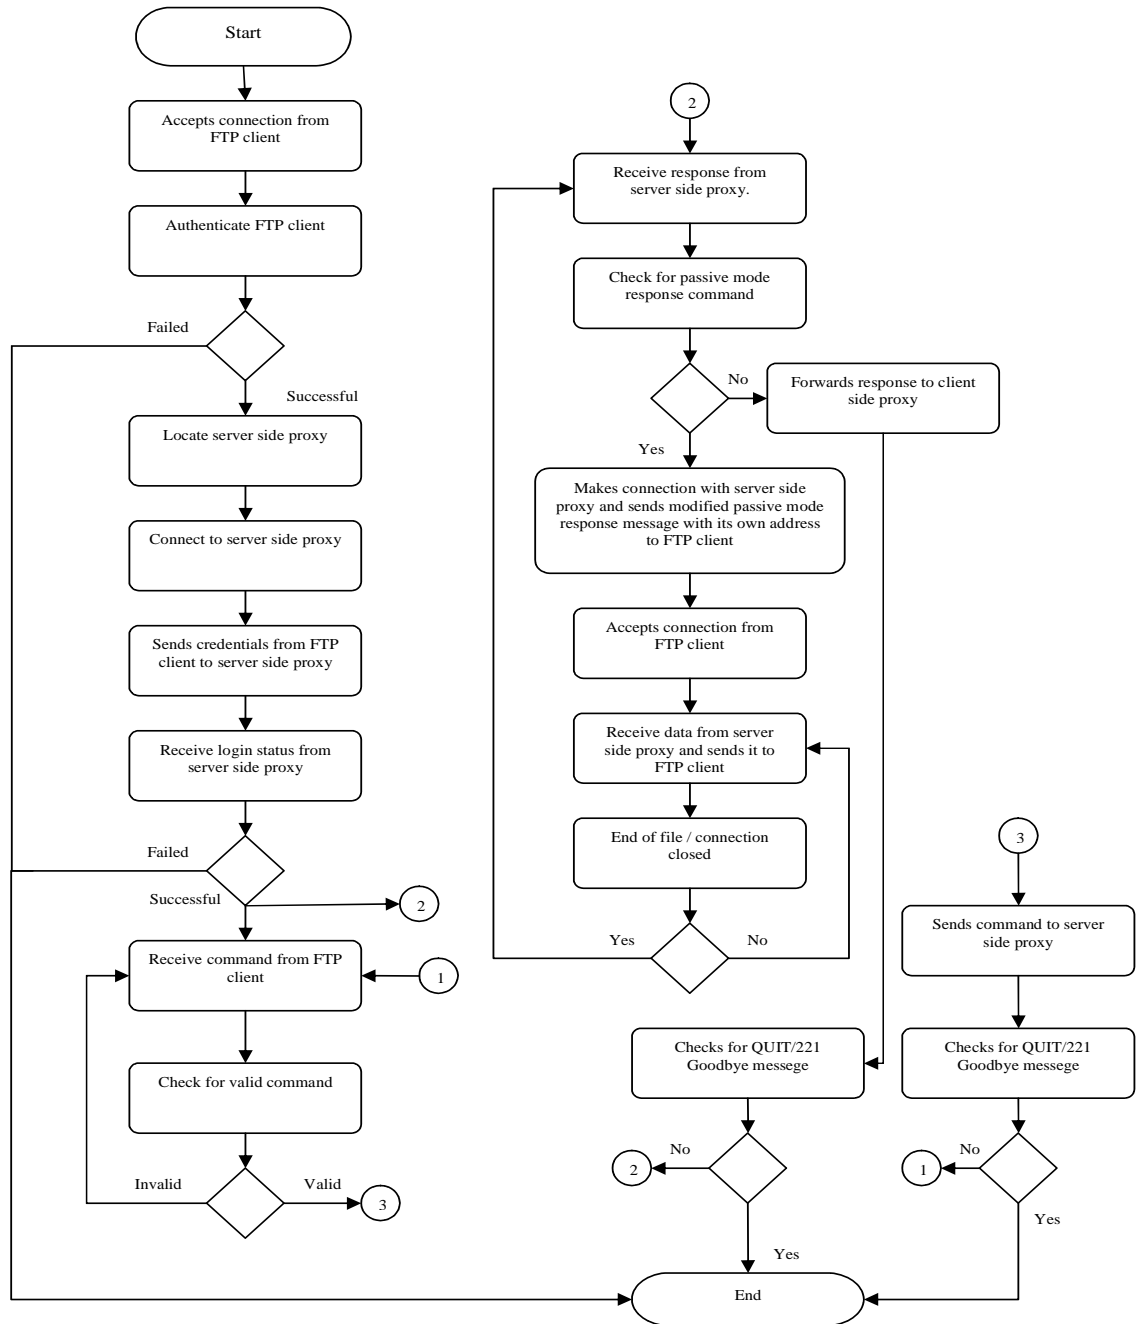 Start
Accepts connection from
FTP client
Authenticate FTP client
Failed
Successful
Locate server side proxy
Connect to server side proxy
Sends credentials from FTP
client to server side proxy
Receive login status from
server side proxy
Failed
Successful
2
Receive command from FTP
client
1
Check for valid command
Invalid
Valid
3
2
Receive response from
server side proxy.
Check for passive mode
response command
No
Forwards response to client
side proxy
Yes
Makes connection with server side
proxy and sends modified passive mode
response message with its own address
to FTP client
Accepts connection from
FTP client
Receive data from server
side proxy and sends it to
FTP client
End of file / connection
closed
Yes
No
Checks for QUIT/221
Goodbye messege
No
2
Yes
3
Sends command to server
side proxy
Checks for QUIT/221
Goodbye messege
No
1
Yes
End